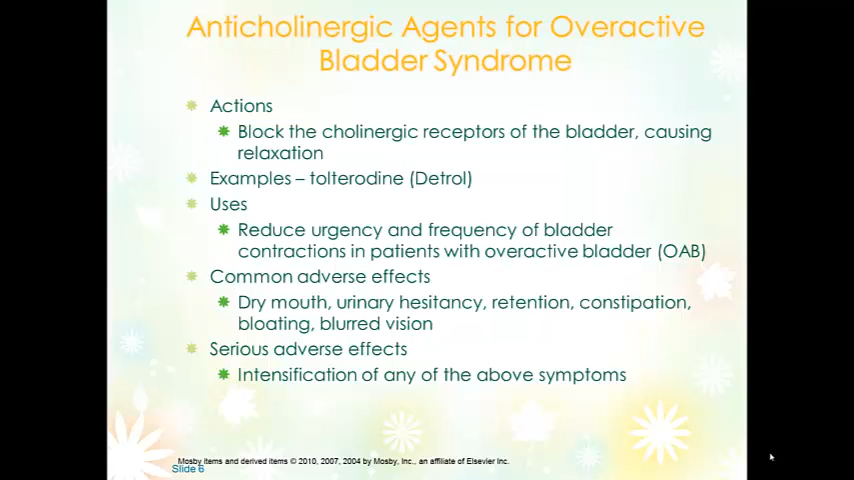 Anticholinergic Agents for Overactive
Bladder Syndrome
Actions
Block the cholinergic receptors of the bladder, causing
relaxation
Examples – tolterodine (Detrol)
Uses
Reduce urgency and frequency of bladder
contractions in patients with overactive bladder (OAB)
Common adverse effects
Dry mouth, urinary hesitancy, retention, constipation,
bloating, blurred vision
Serious adverse effects
Intensification of any of the above symptoms
Mosby items and derived items © 2010, 2007, 2004 by Mosby, Inc., an affiliate of Elsevier Inc.
Slide 6